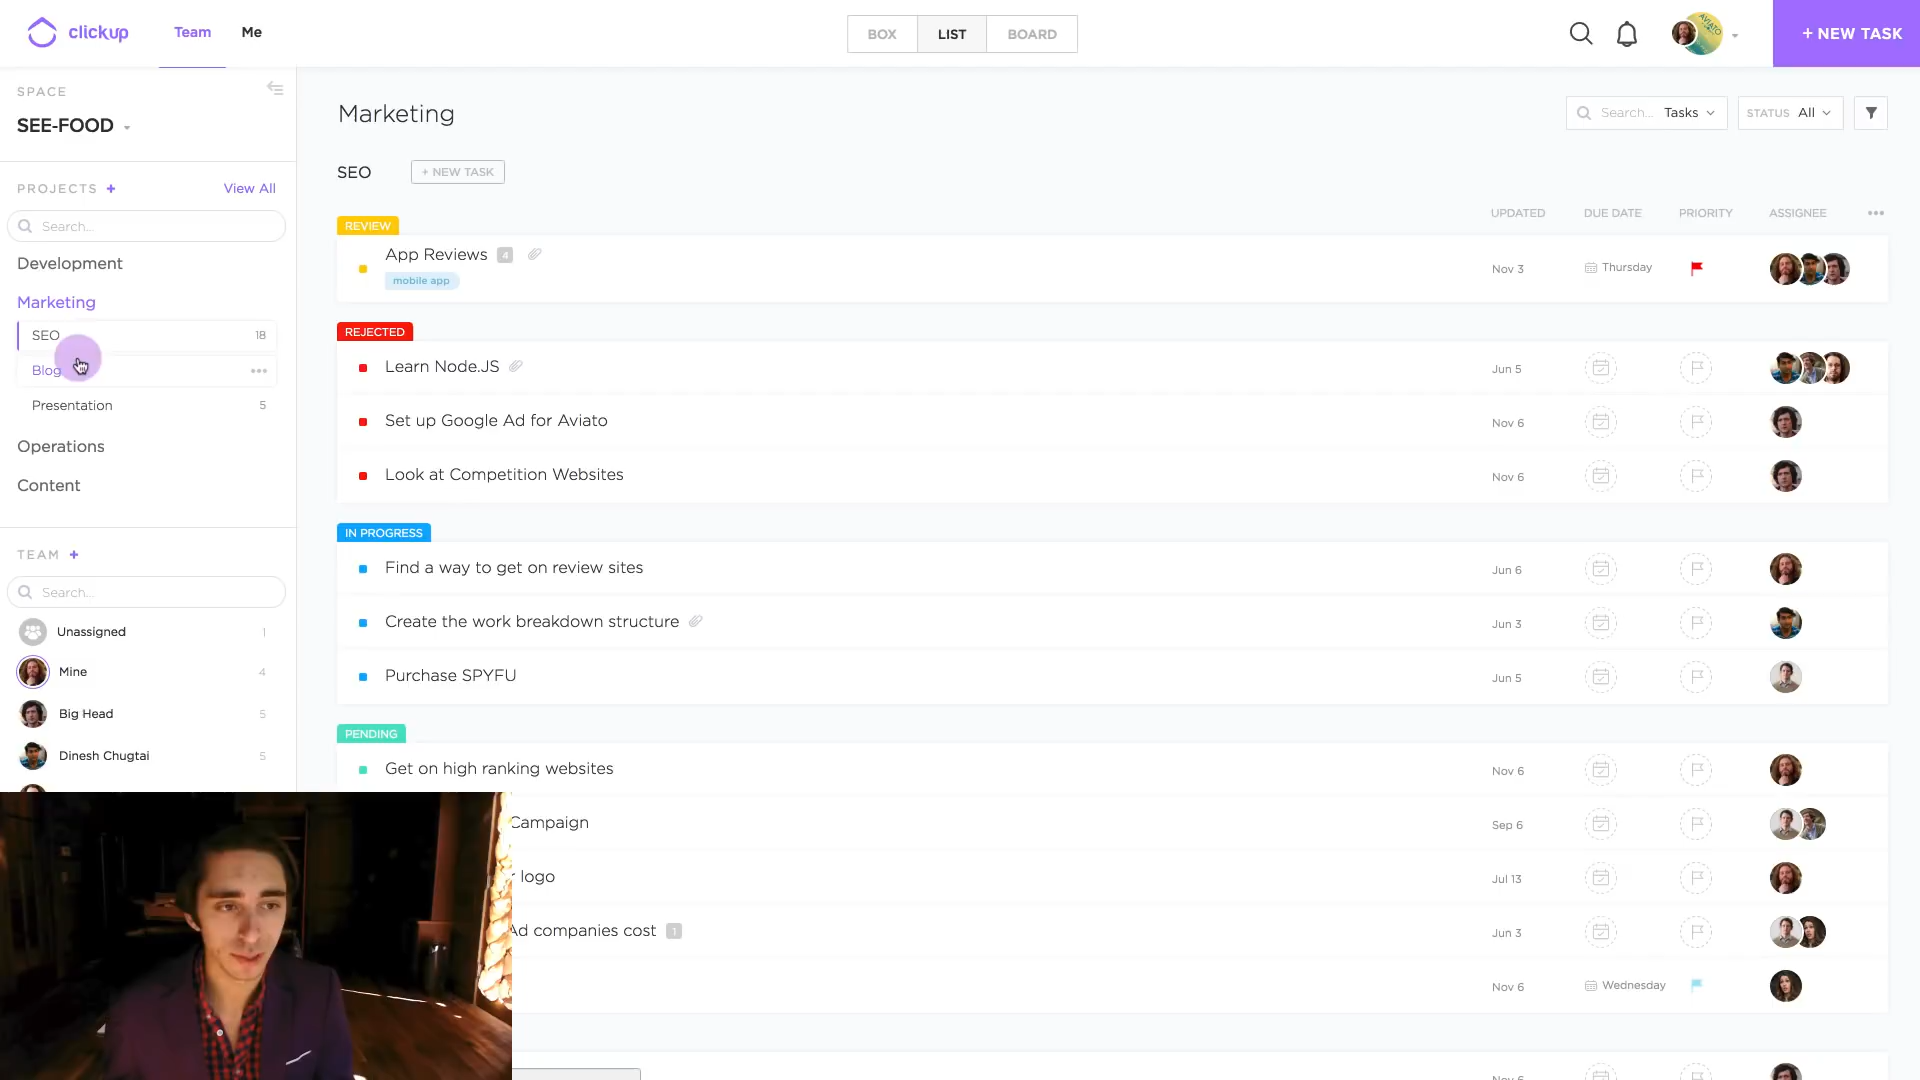 clickup
Team
Me
BOX
LIST
BOARD
+ NEW TASK
SPACE
SEE-FOOD
PROJECTS +
View All
Search...
Development
Marketing
SEO
18
Blog
Presentation
5
Operations
Content
TEAM +
Search...
Unassigned
1
Mine
4
Big Head
5
Dinesh Chugtai
5
Marketing
Search...
Tasks
STATUS
All
SEO
+ NEW TASK
REVIEW
UPDATED
DUE DATE
PRIORITY
ASSIGNEE
App Reviews
4
mobile app
Nov 3
Thursday
REJECTED
Learn Node.JS
Jun 5
Set up Google Ad for Aviato
Nov 6
Look at Competition Websites
Nov 6
IN PROGRESS
Find a way to get on review sites
Jun 6
Create the work breakdown structure
Jun 3
Purchase SPYFU
Jun 5
PENDING
Get on high ranking websites
Nov 6
Campaign
Sep 6
logo
Jul 13
Ad companies cost
1
Jun 3
Nov 6
Wednesday
Nov 6